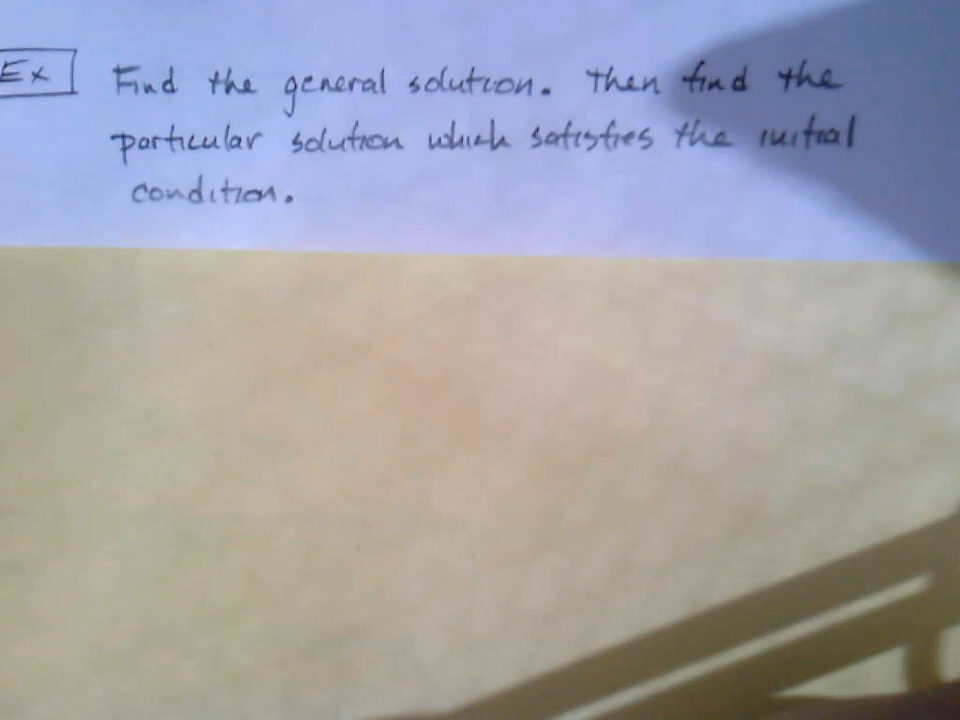 Ex Find the general solution. Then find the
particular solution which satisfies the initial
condition.